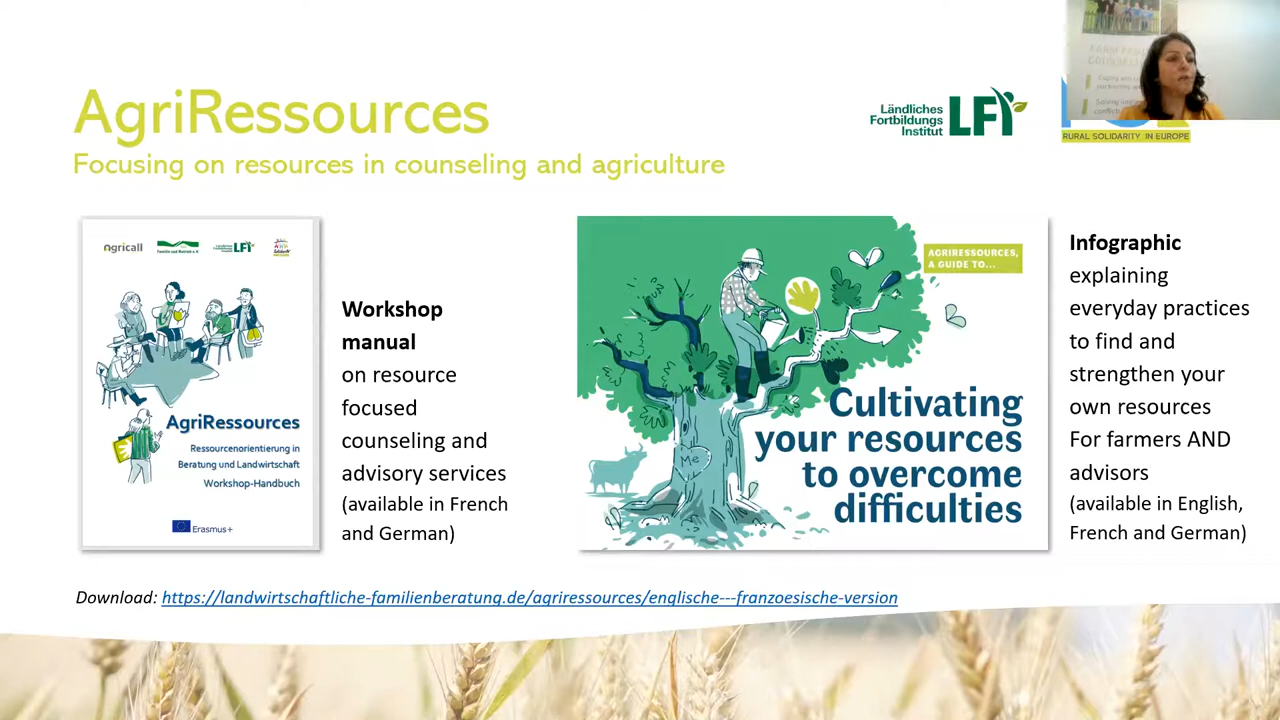 AgriRessources
Focusing on resources in counseling and agriculture
Ländliches
Fortbildungs
Institut
LFI
RURAL SOLIDARITY IN EUROPE
agricall
LFI
AgriRessources
Ressourcenorientierung in
Beratung und Landwirtschaft
Workshop-Handbuch
Erasmus+
Workshop
manual
on resource
focused
counseling and
advisory services
(available in French
and German)
AGRIRESSOURCES,
A GUIDE TO...
Me
Cultivating
your resources
to overcome
difficulties
Infographic
explaining
everyday practices
to find and
strengthen your
own resources
For farmers AND
advisors
(available in English,
French and German)
Download: https://landwirtschaftliche-familienberatung.de/agriressources/englische---franzoesische-version